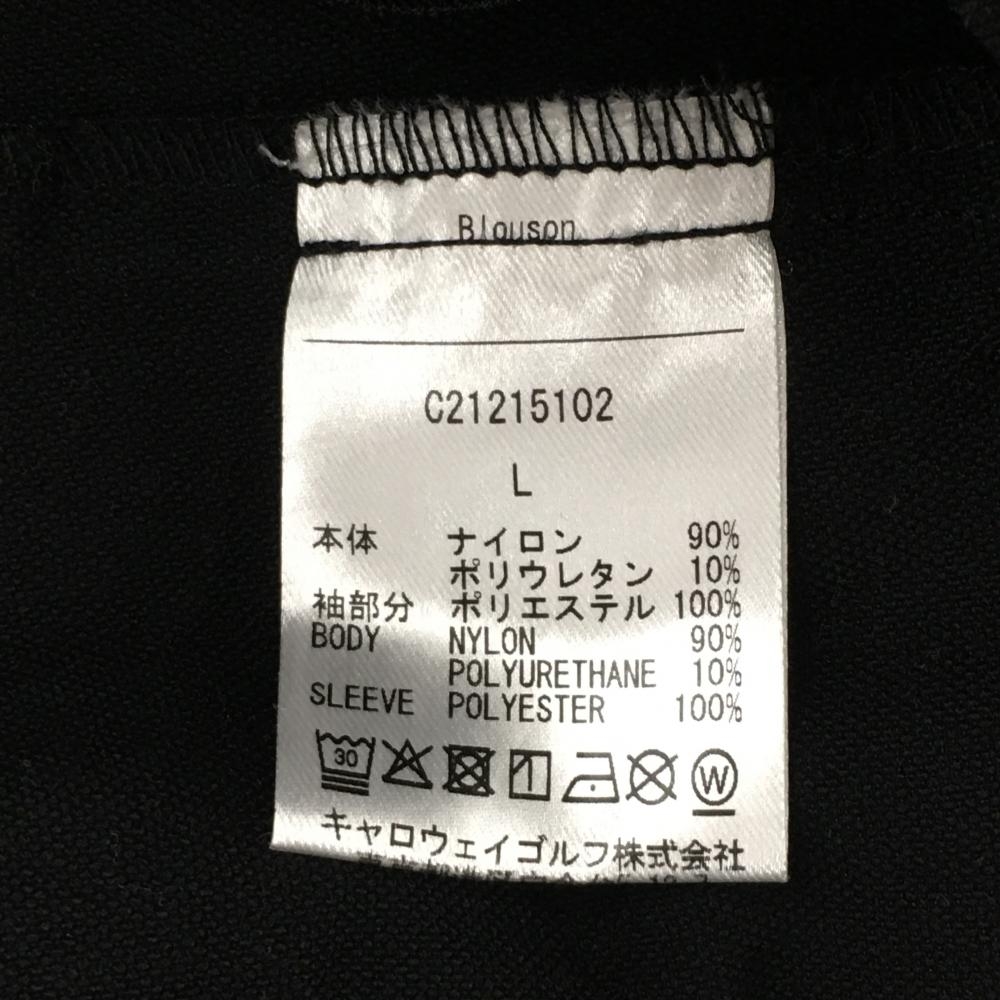 Blouson
C21215102
L
本体 ナイロン 90%
ポリウレタン 10%
袖部分 ポリエステル 100%
BODY NYLON 90%
POLYURETHANE 10%
SLEEVE POLYESTER 100%
30 W
キャロウェイゴルフ株式会社